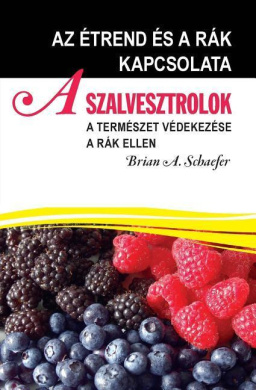 AZ ÉTREND ÉS A RÁK
KAPCSOLATA
A SZALVESZTROLOK
A TERMÉSZET VÉDEKEZÉSE
A RÁK ELLEN
Brian A. Schaefer